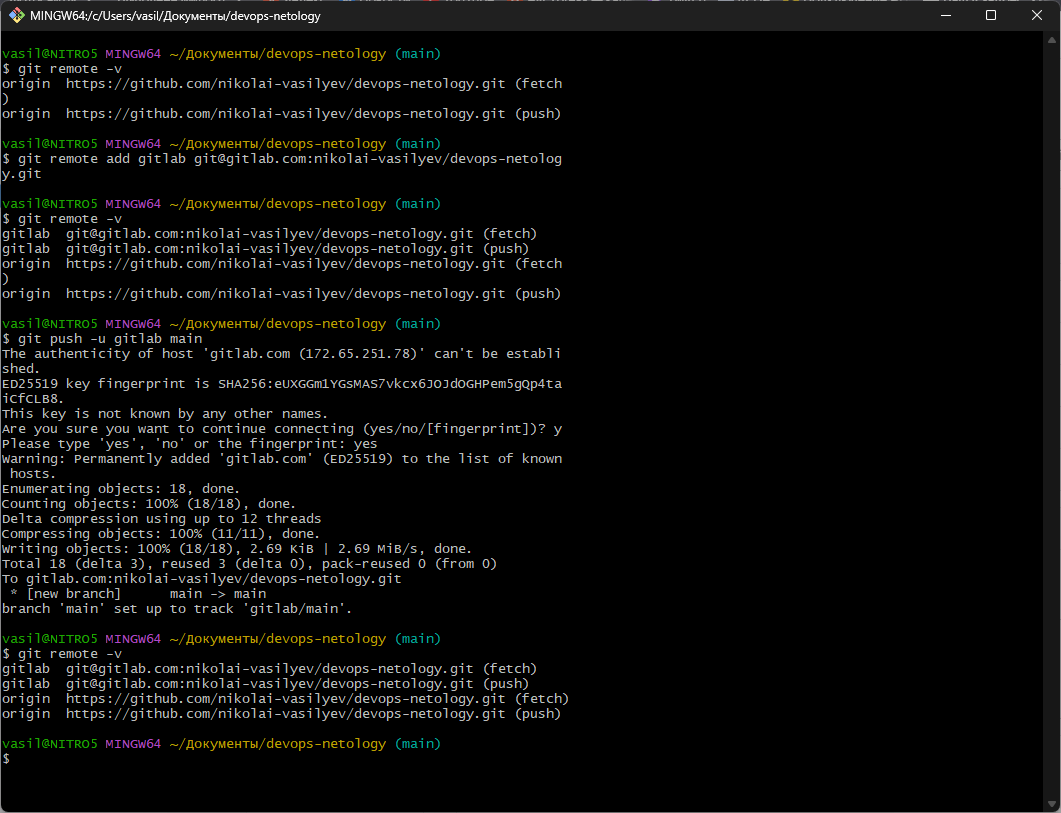 MINGW64:/c/Users/vasil/Документы/devops-netology
vasil@NITRO5 MINGW64 ~/Документы/devops-netology (main)
$ git remote -v
origin  https://github.com/nikolai-vasilyev/devops-netology.git (fetch
)
origin  https://github.com/nikolai-vasilyev/devops-netology.git (push)
vasil@NITRO5 MINGW64 ~/Документы/devops-netology (main)
$ git remote add gitlab git@gitlab.com:nikolai-vasilyev/devops-netolog
y.git
vasil@NITRO5 MINGW64 ~/Документы/devops-netology (main)
$ git remote -v
gitlab  git@gitlab.com:nikolai-vasilyev/devops-netology.git (fetch)
gitlab  git@gitlab.com:nikolai-vasilyev/devops-netology.git (push)
origin  https://github.com/nikolai-vasilyev/devops-netology.git (fetch
)
origin  https://github.com/nikolai-vasilyev/devops-netology.git (push)
vasil@NITRO5 MINGW64 ~/Документы/devops-netology (main)
$ git push -u gitlab main
The authenticity of host 'gitlab.com (172.65.251.78)' can't be establi
shed.
ED25519 key fingerprint is SHA256:eUXGGm1YGsMAS7vkcx6JOJdOGHPem5gQp4ta
iCfCLB8.
This key is not known by any other names.
Are you sure you want to continue connecting (yes/no/[fingerprint])? y
Please type 'yes', 'no' or the fingerprint: yes
Warning: Permanently added 'gitlab.com' (ED25519) to the list of known
 hosts.
Enumerating objects: 18, done.
Counting objects: 100% (18/18), done.
Delta compression using up to 12 threads
Compressing objects: 100% (11/11), done.
Writing objects: 100% (18/18), 2.69 KiB | 2.69 MiB/s, done.
Total 18 (delta 3), reused 3 (delta 0), pack-reused 0 (from 0)
To gitlab.com:nikolai-vasilyev/devops-netology.git
 * [new branch]      main -> main
branch 'main' set up to track 'gitlab/main'.
vasil@NITRO5 MINGW64 ~/Документы/devops-netology (main)
$ git remote -v
gitlab  git@gitlab.com:nikolai-vasilyev/devops-netology.git (fetch)
gitlab  git@gitlab.com:nikolai-vasilyev/devops-netology.git (push)
origin  https://github.com/nikolai-vasilyev/devops-netology.git (fetch)
origin  https://github.com/nikolai-vasilyev/devops-netology.git (push)
vasil@NITRO5 MINGW64 ~/Документы/devops-netology (main)
$